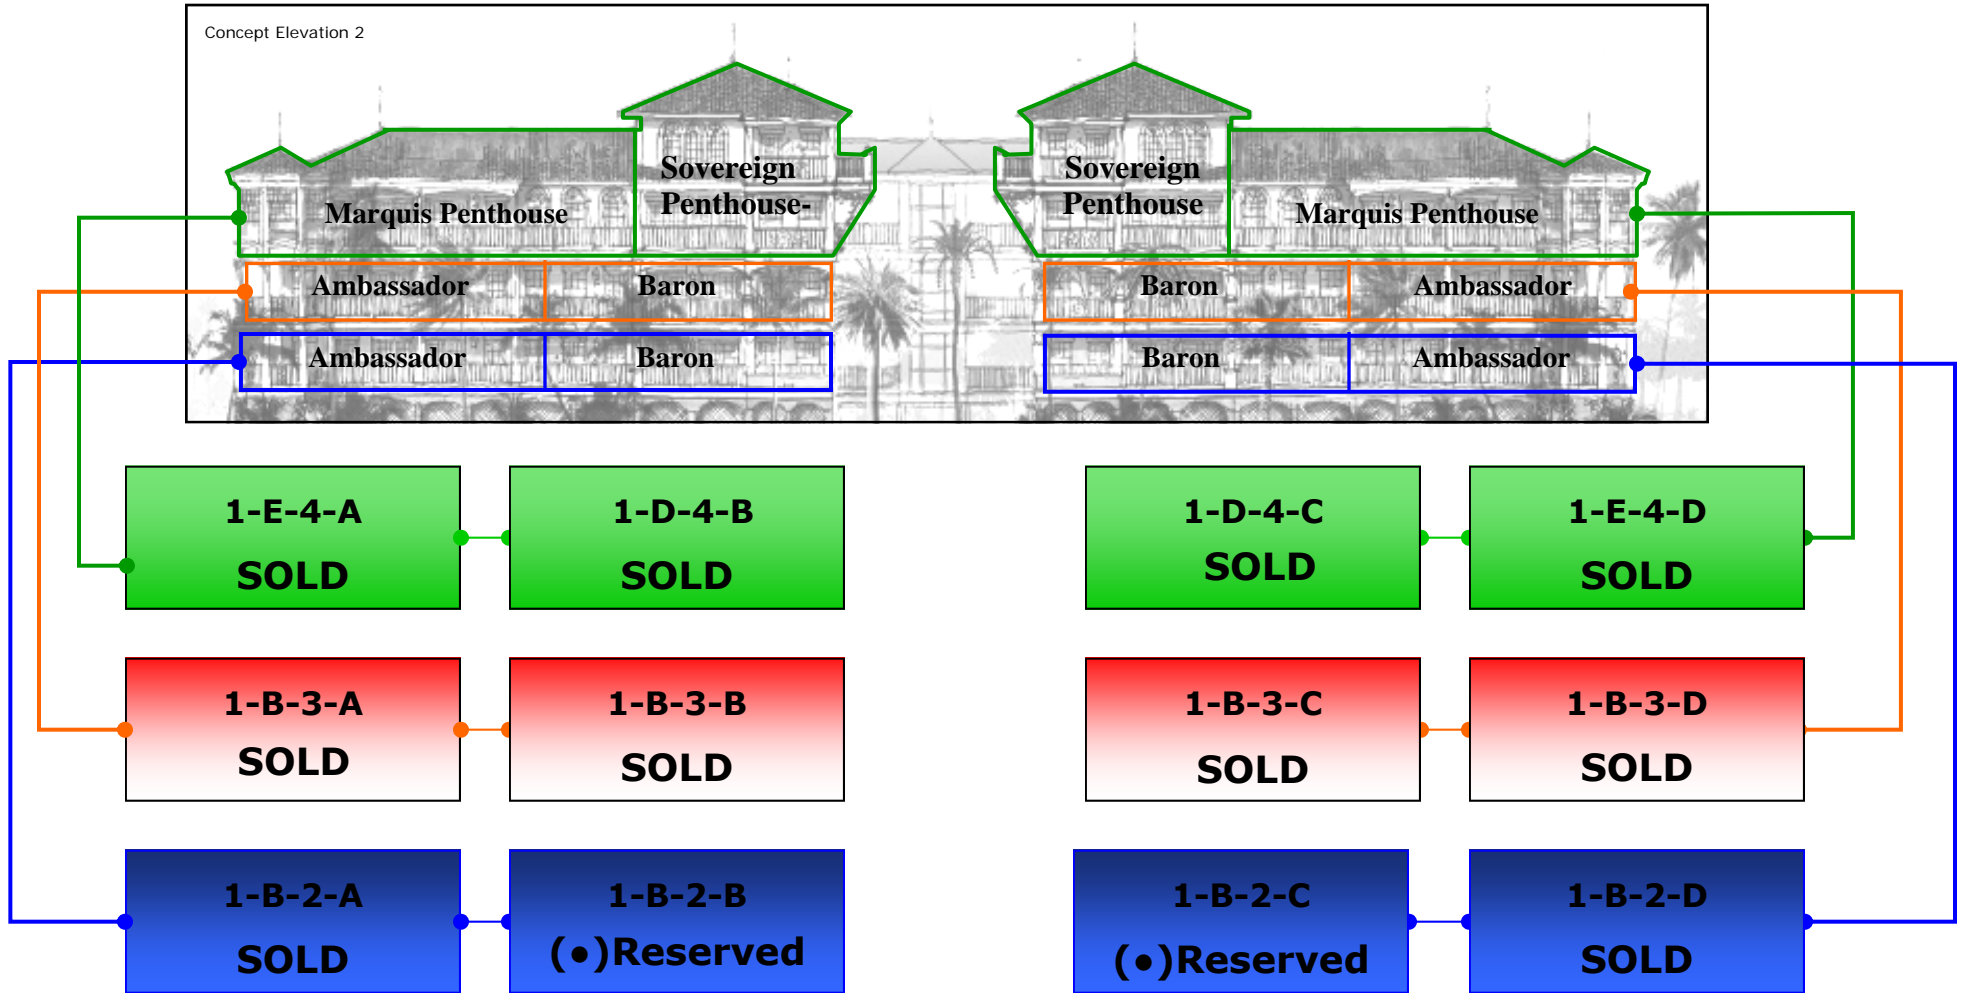 Concept Elevation 2
Sovereign
Penthouse-
Sovereign
Penthouse
Marquis Penthouse
Marquis Penthouse
Ambassador Baron
Baron Ambassador
Ambassador Baron
Baron Ambassador
1-E-4-A
SOLD
1-D-4-B
SOLD
1-D-4-C
SOLD
1-E-4-D
SOLD
1-B-3-A
SOLD
1-B-3-B
SOLD
1-B-3-C
SOLD
1-B-3-D
SOLD
1-B-2-A
SOLD
1-B-2-B
(●)Reserved
1-B-2-C
(●)Reserved
1-B-2-D
SOLD